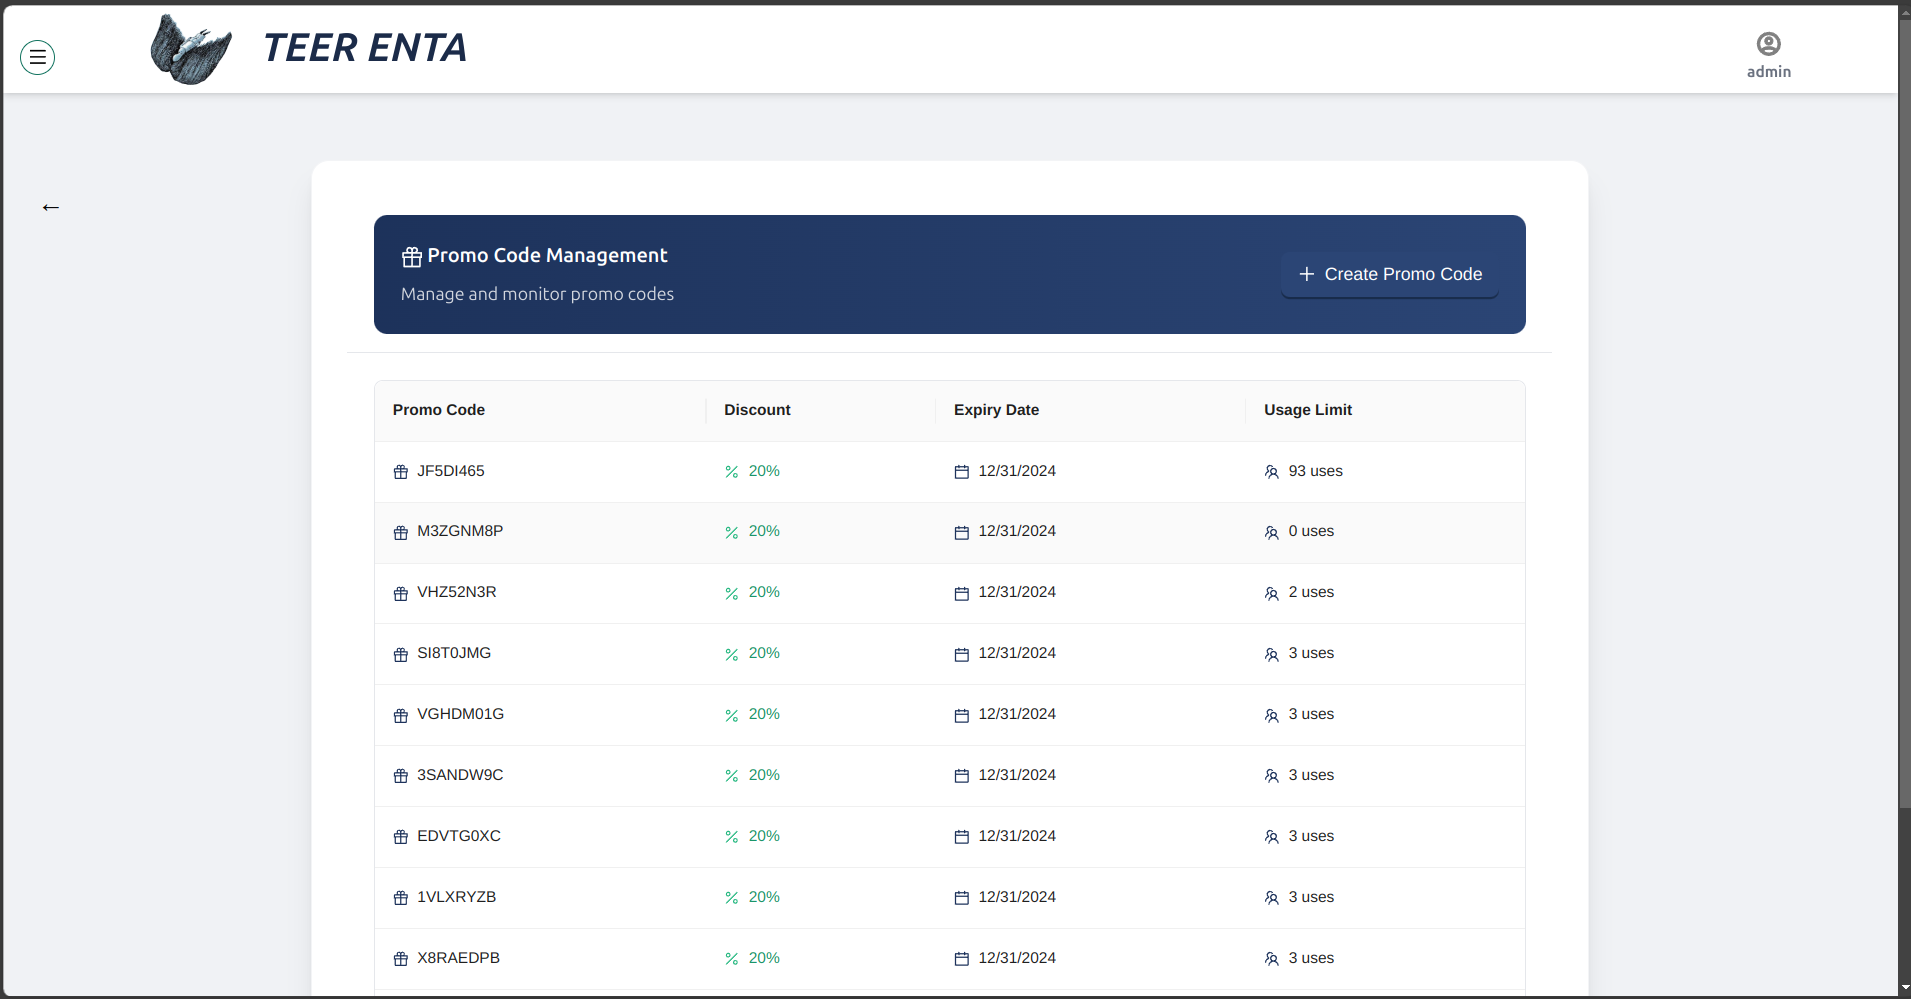 TEER ENTA
admin
←
Promo Code Management
Manage and monitor promo codes
+ Create Promo Code
Promo Code Discount Expiry Date Usage Limit
JF5DI465 % 20% 12/31/2024 93 uses
M3ZGNM8P % 20% 12/31/2024 0 uses
VHZ52N3R % 20% 12/31/2024 2 uses
SI8T0JMG % 20% 12/31/2024 3 uses
VGHDM01G % 20% 12/31/2024 3 uses
3SANDW9C % 20% 12/31/2024 3 uses
EDVTG0XC % 20% 12/31/2024 3 uses
1VLXRYZB % 20% 12/31/2024 3 uses
X8RAEDPB % 20% 12/31/2024 3 uses